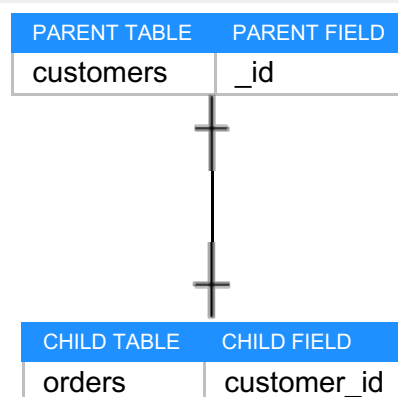 PARENT TABLE PARENT FIELD
customers _id
CHILD TABLE CHILD FIELD
orders customer_id